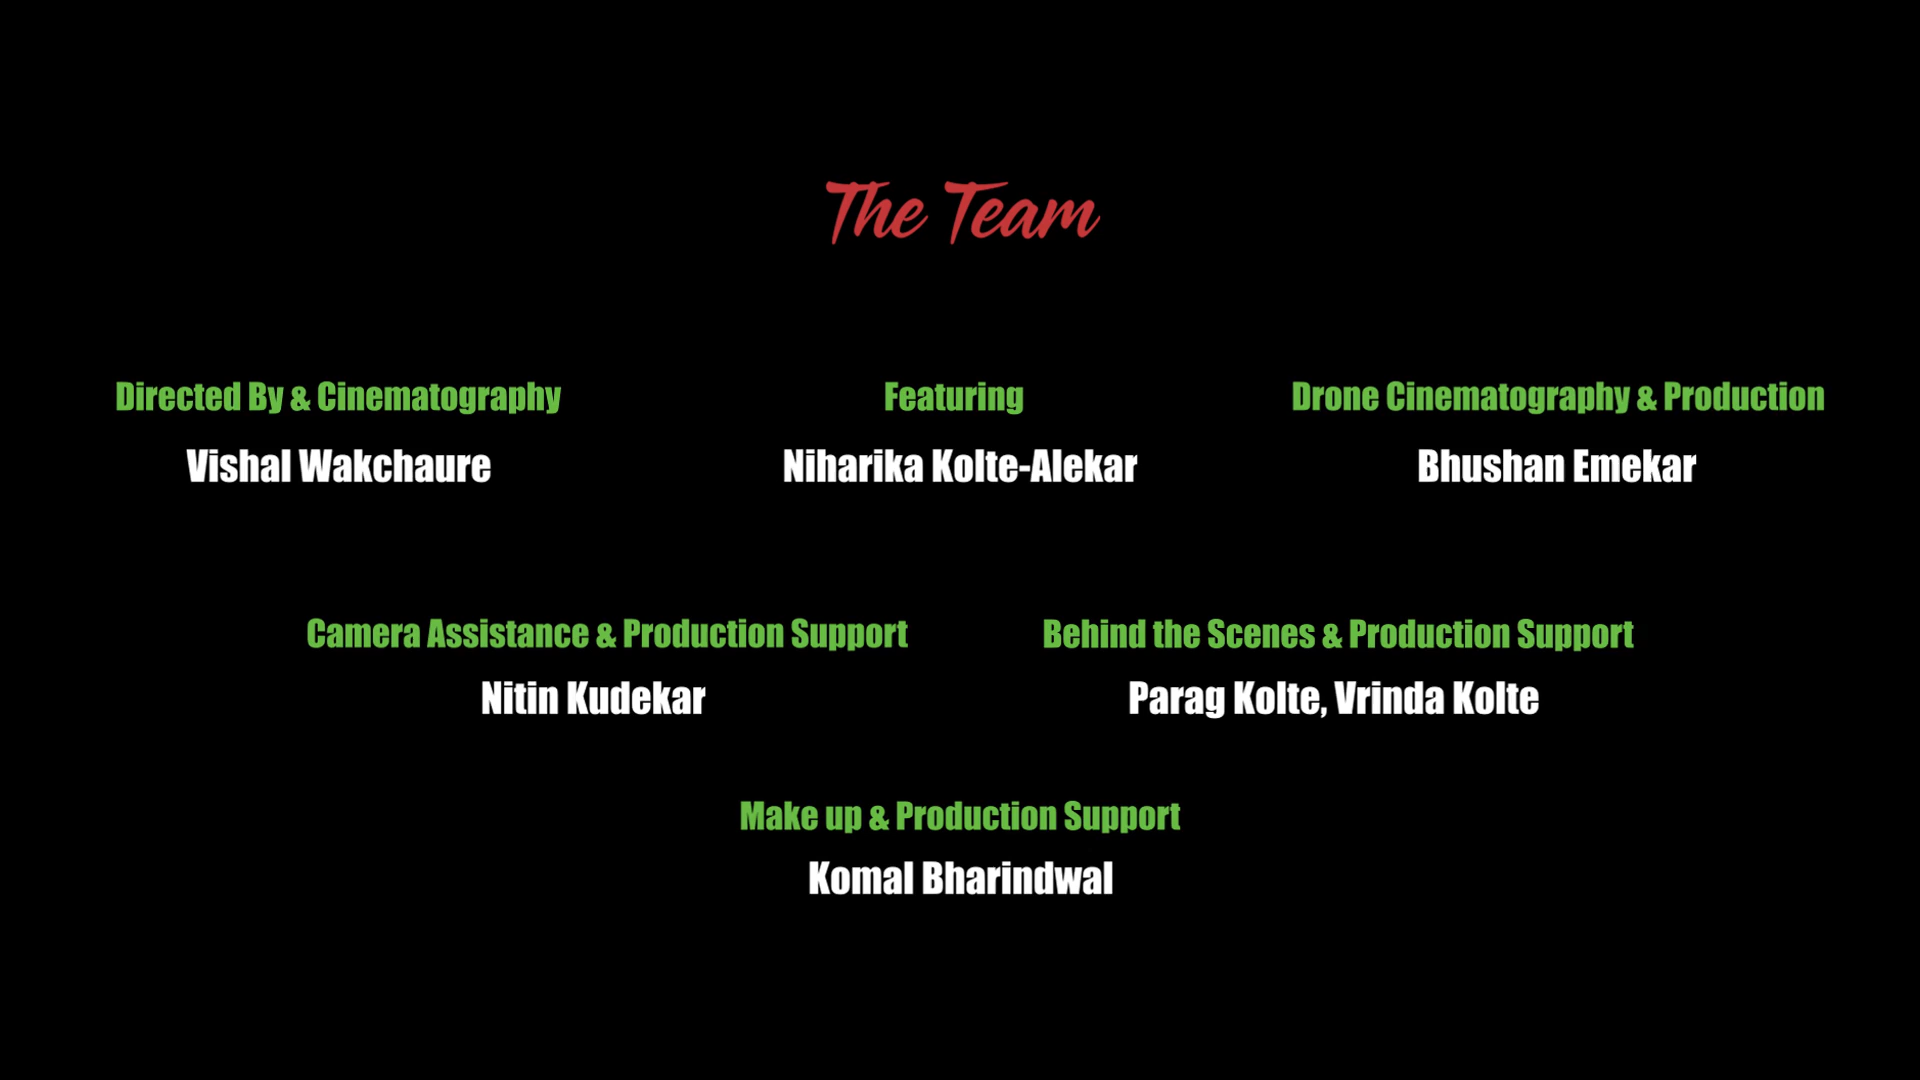 The Team
Directed By & Cinematography
Vishal Wakchaure
Featuring
Niharika Kolte-Alekar
Drone Cinematography & Production
Bhushan Emekar
Camera Assistance & Production Support
Nitin Kudekar
Behind the Scenes & Production Support
Parag Kolte, Vrinda Kolte
Make up & Production Support
Komal Bharindwal